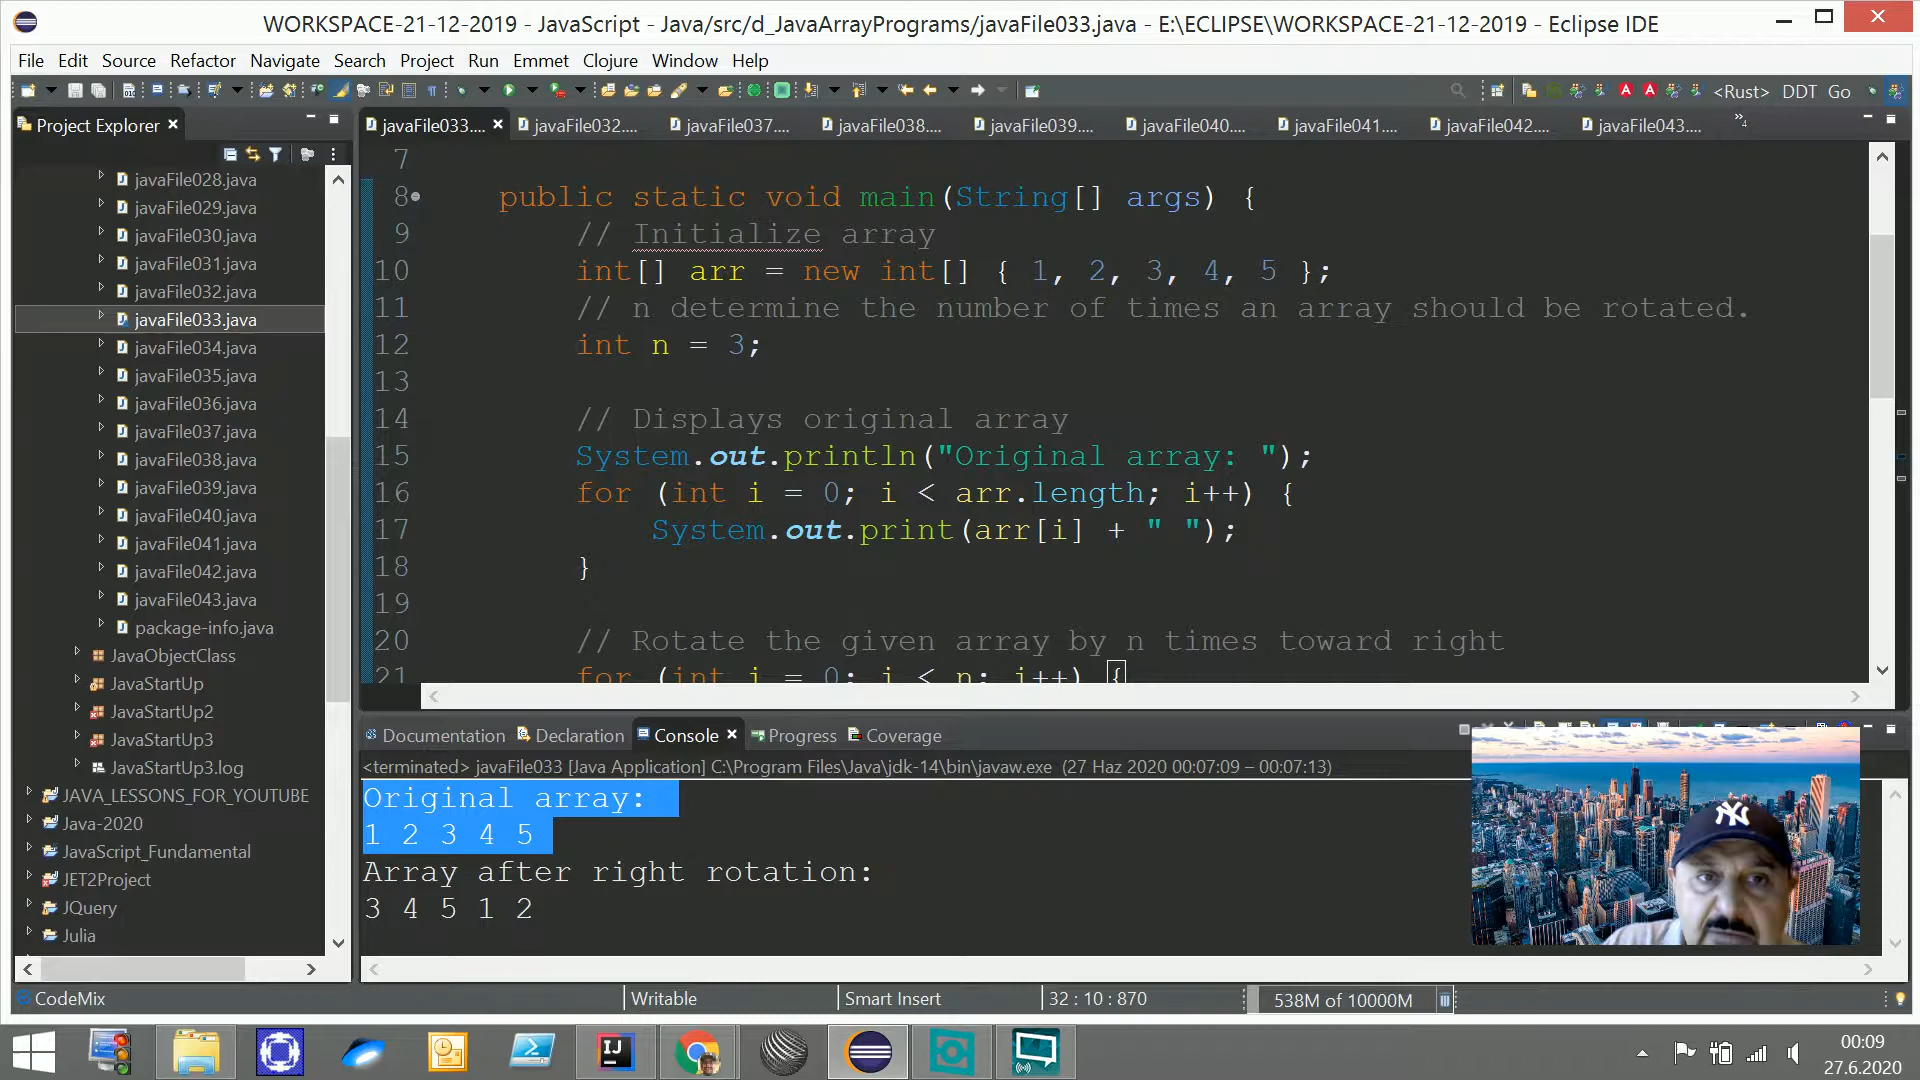 WORKSPACE-21-12-2019 - JavaScript - Java/src/d_JavaArrayPrograms/javaFile033.java - E:\ECLIPSE\WORKSPACE-21-12-2019 - Eclipse IDE
File Edit Source Refactor Navigate Search Project Run Emmet Clojure Window Help
<Rust> DDT Go
Project Explorer
javaFile033.... javaFile032.... javaFile037.... javaFile038.... javaFile039.... javaFile040.... javaFile041.... javaFile042.... javaFile043....
javaFile028.java
javaFile029.java
javaFile030.java
javaFile031.java
javaFile032.java
javaFile033.java
javaFile034.java
javaFile035.java
javaFile036.java
javaFile037.java
javaFile038.java
javaFile039.java
javaFile040.java
javaFile041.java
javaFile042.java
javaFile043.java
package-info.java
JavaObjectClass
JavaStartUp
JavaStartUp2
JavaStartUp3
JavaStartUp3.log
JAVA_LESSONS_FOR_YOUTUBE
Java-2020
JavaScript_Fundamental
JET2Project
JQuery
Julia
7
8 public static void main(String[] args) {
9 // Initialize array
10 int[] arr = new int[] { 1, 2, 3, 4, 5 };
11 // n determine the number of times an array should be rotated.
12 int n = 3;
13
14 // Displays original array
15 System.out.println("Original array: ");
16 for (int i = 0; i < arr.length; i++) {
17 System.out.print(arr[i] + " ");
18 }
19
20 // Rotate the given array by n times toward right
21 for (int i = 0; i < n; i++) {
Documentation Declaration Console Progress Coverage
<terminated> javaFile033 [Java Application] C:\Program Files\Java\jdk-14\bin\javaw.exe (27 Haz 2020 00:07:09 – 00:07:13)
Original array:
1 2 3 4 5
Array after right rotation:
3 4 5 1 2
CodeMix Writable Smart Insert 32 : 10 : 870 538M of 10000M
00:09
27.6.2020